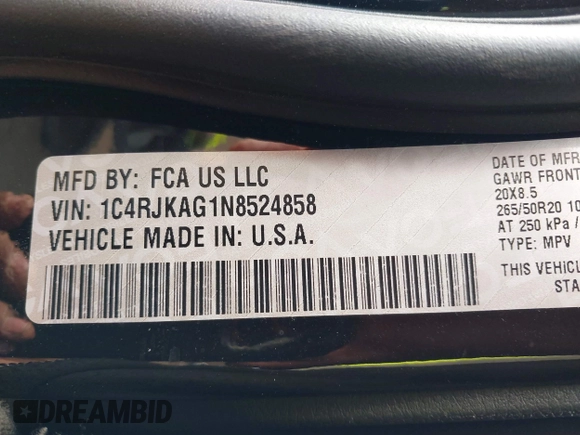 MFD BY: FCA US LLC
VIN: 1C4RJKAG1N8524858
VEHICLE MADE IN: U.S.A.
DATE OF MFR
GAWR FRONT
20X8.5
265/50R20 10
AT 250 kPa /
TYPE: MPV
THIS VEHICL
STA
DREAMBID